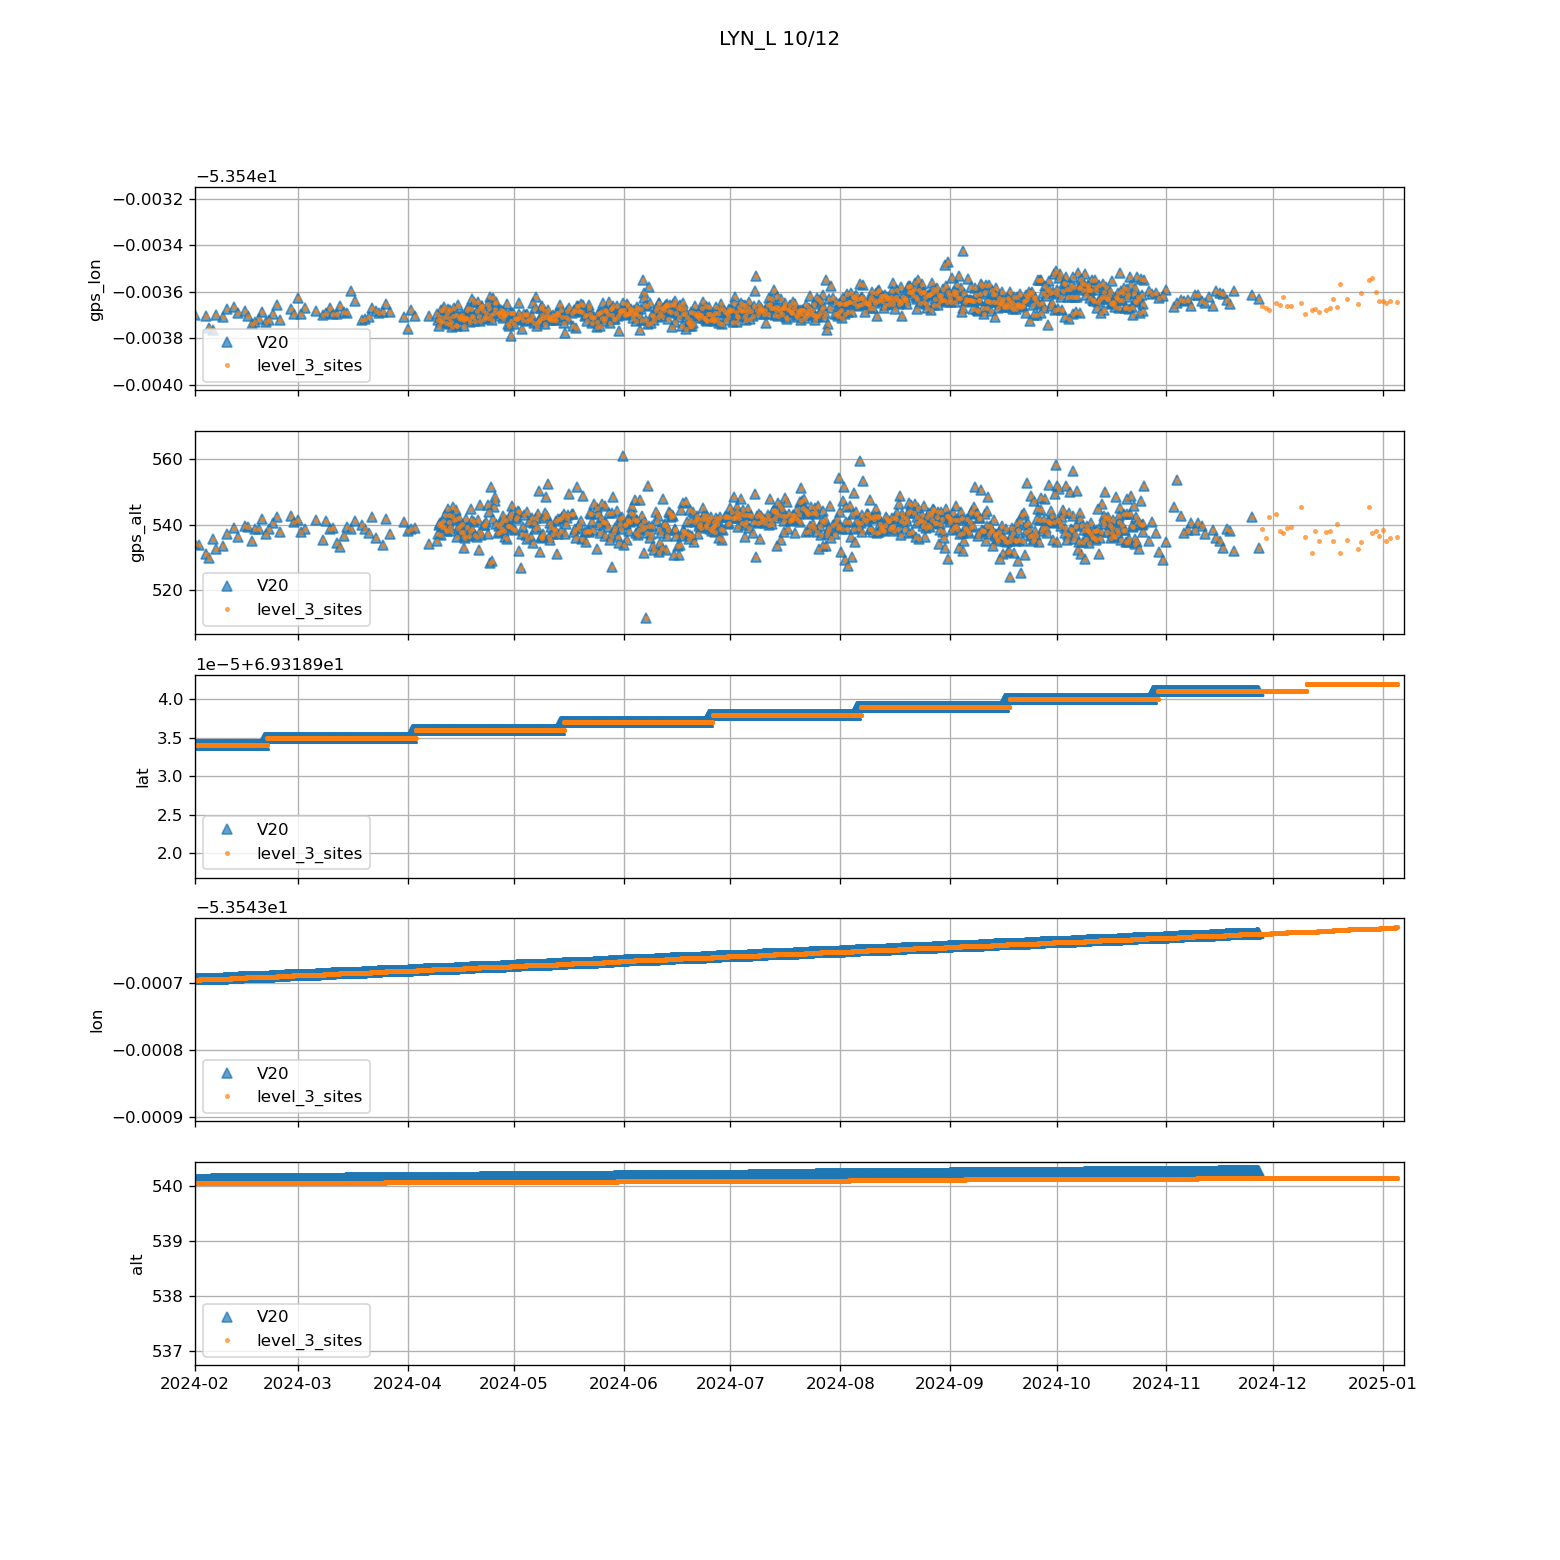 LYN_L 10/12
−5.354e1
−0.0032
−0.0034
−0.0036
−0.0038
−0.0040
gps_lon
V20
level_3_sites
560
540
520
gps_alt
V20
level_3_sites
1e−5+6.93189e1
4.0
3.5
3.0
2.5
2.0
lat
V20
level_3_sites
−5.3543e1
−0.0007
−0.0008
−0.0009
lon
V20
level_3_sites
540
539
538
537
alt
V20
level_3_sites
2024-02 2024-03 2024-04 2024-05 2024-06 2024-07 2024-08 2024-09 2024-10 2024-11 2024-12 2025-01